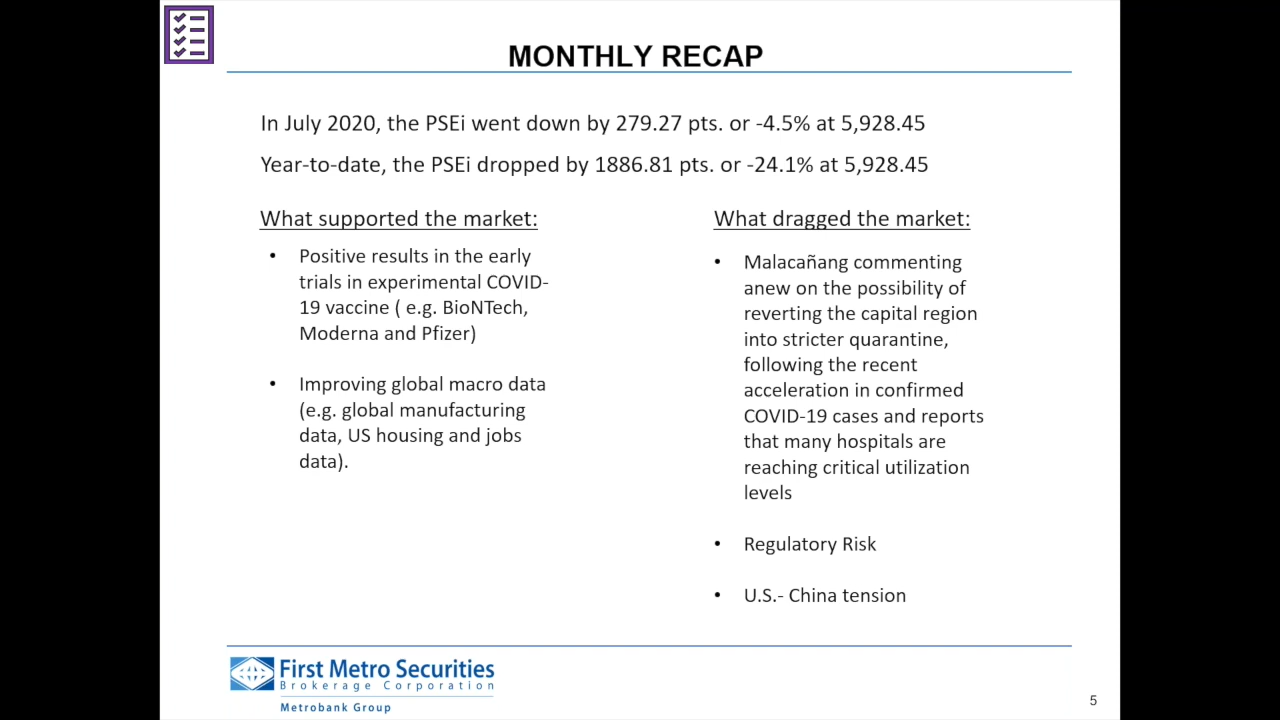 MONTHLY RECAP
In July 2020, the PSEi went down by 279.27 pts. or -4.5% at 5,928.45
Year-to-date, the PSEi dropped by 1886.81 pts. or -24.1% at 5,928.45
What supported the market:
• Positive results in the early
trials in experimental COVID-
19 vaccine ( e.g. BioNTech,
Moderna and Pfizer)
• Improving global macro data
(e.g. global manufacturing
data, US housing and jobs
data).
What dragged the market:
• Malacañang commenting
anew on the possibility of
reverting the capital region
into stricter quarantine,
following the recent
acceleration in confirmed
COVID-19 cases and reports
that many hospitals are
reaching critical utilization
levels
• Regulatory Risk
• U.S.- China tension
First Metro Securities
Brokerage Corporation
Metrobank Group
5